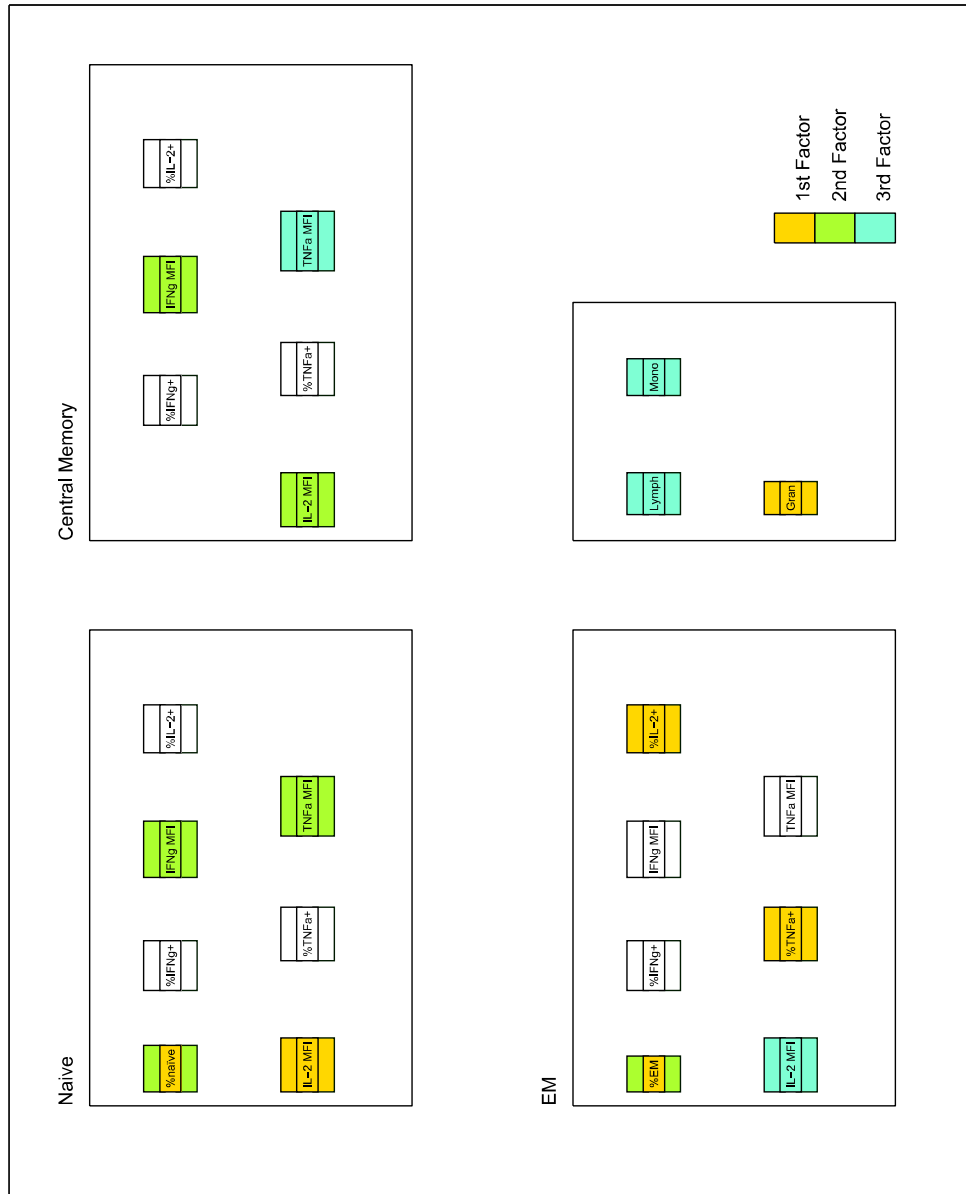 Naïve
%naïve
%IFNg+
IFNg MFI
%IL−2+
IL−2 MFI
%TNFa+
TNFa MFI
Central Memory
%IFNg+
IFNg MFI
%IL−2+
IL−2 MFI
%TNFa+
TNFa MFI
EM
%EM
%IFNg+
IFNg MFI
%IL−2+
IL−2 MFI
%TNFa+
TNFa MFI
Lymph
Mono
Gran
1st Factor
2nd Factor
3rd Factor